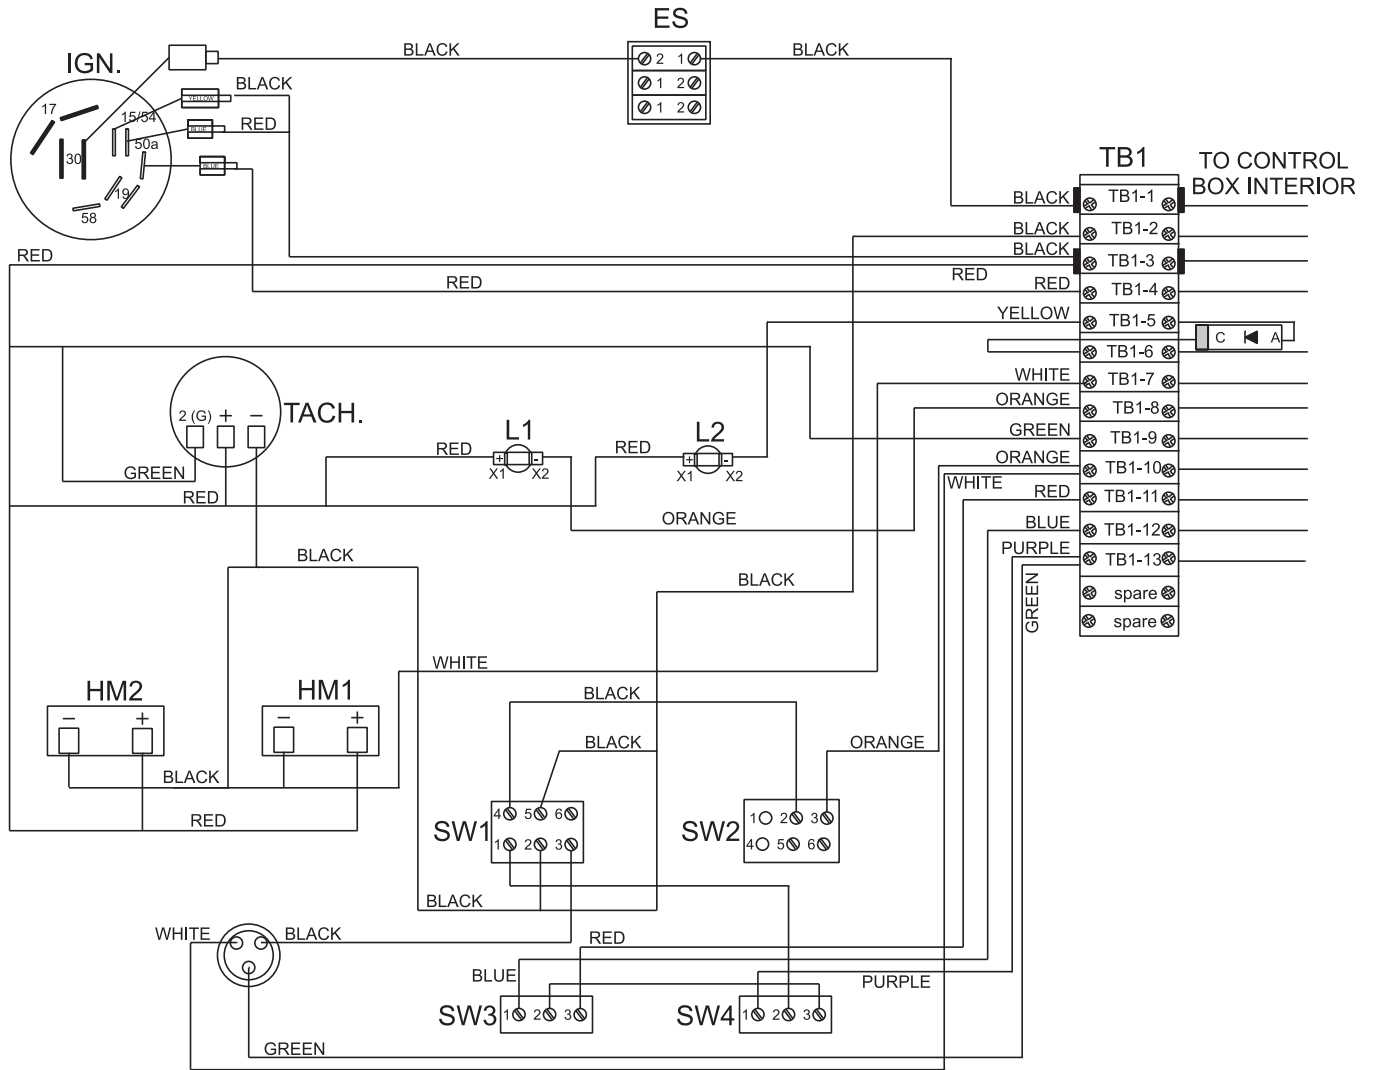 ES
BLACK
BLACK
IGN.
2 1
1 2
1 2
BLACK
YELLOW
17
15/54
BLUE
RED
50a
30
BLUE
19
58
TB1
TO CONTROL
BOX INTERIOR
BLACK TB1-1
BLACK TB1-2
BLACK
RED
TB1-3
RED
RED
RED TB1-4
YELLOW TB1-5
C A
TB1-6
WHITE TB1-7
ORANGE TB1-8
2 (G) + −
TACH.
L1
L2
GREEN TB1-9
RED
RED
+ -
+ -
X1 X2
X1 X2
ORANGE TB1-10
GREEN
WHITE
RED
RED TB1-11
ORANGE
BLUE TB1-12
BLACK
PURPLE TB1-13
BLACK
GREEN
spare
spare
WHITE
HM2
HM1
BLACK
− +
− +
BLACK
ORANGE
BLACK
RED
SW1
4 5 6
1 2 3
SW2
1 2 3
4 5 6
BLACK
WHITE
BLACK
RED
BLUE
PURPLE
SW3
1 2 3
SW4
1 2 3
GREEN